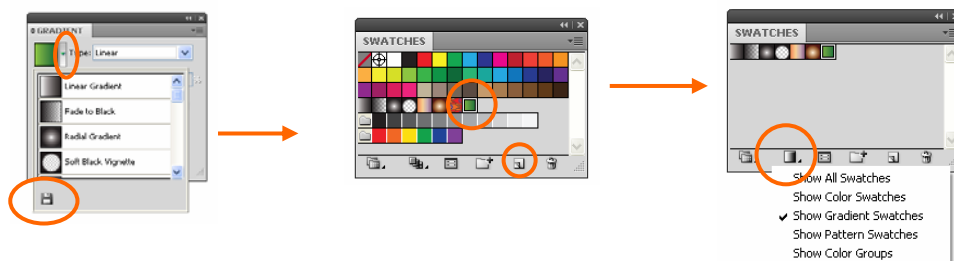 GRADIENT
Type: Linear
Linear Gradient
Fade to Black
Radial Gradient
Soft Black Vignette
SWATCHES
SWATCHES
Show All Swatches
Show Color Swatches
Show Gradient Swatches
Show Pattern Swatches
Show Color Groups